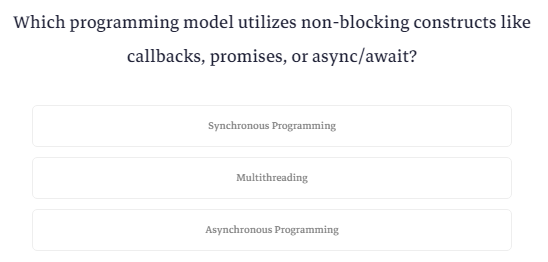 Which programming model utilizes non-blocking constructs like
callbacks, promises, or async/await?
Synchronous Programming
Multithreading
Asynchronous Programming